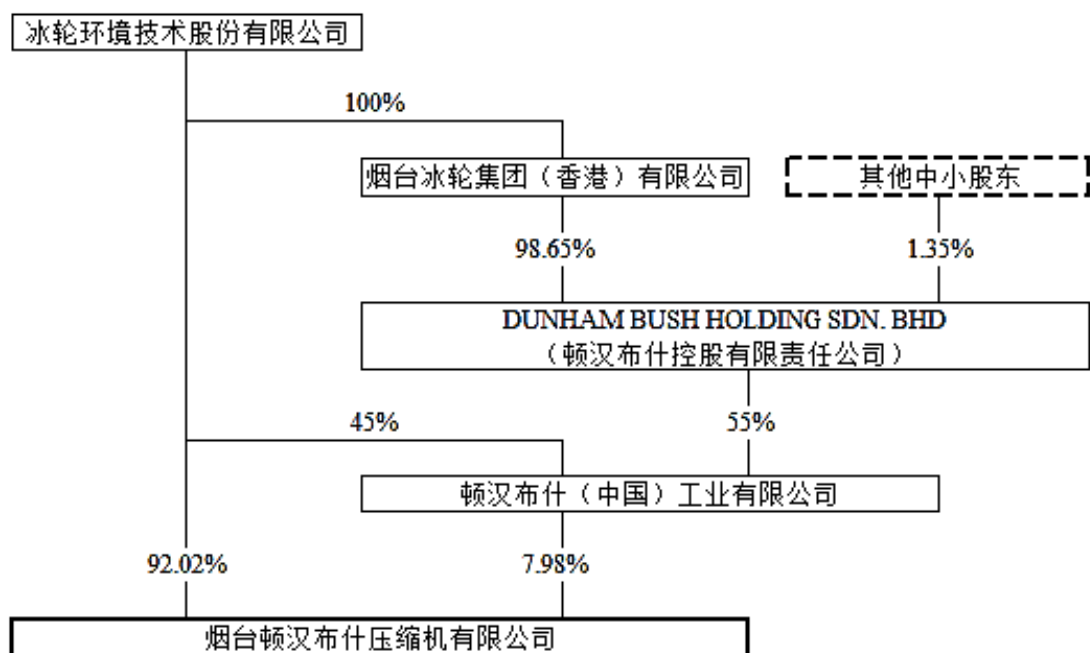 冰轮环境技术股份有限公司
100%
烟台冰轮集团（香港）有限公司
其他中小股东
98.65%
1.35%
DUNHAM BUSH HOLDING SDN. BHD
（顿汉布什控股有限责任公司）
45%
55%
顿汉布什（中国）工业有限公司
92.02%
7.98%
烟台顿汉布什压缩机有限公司